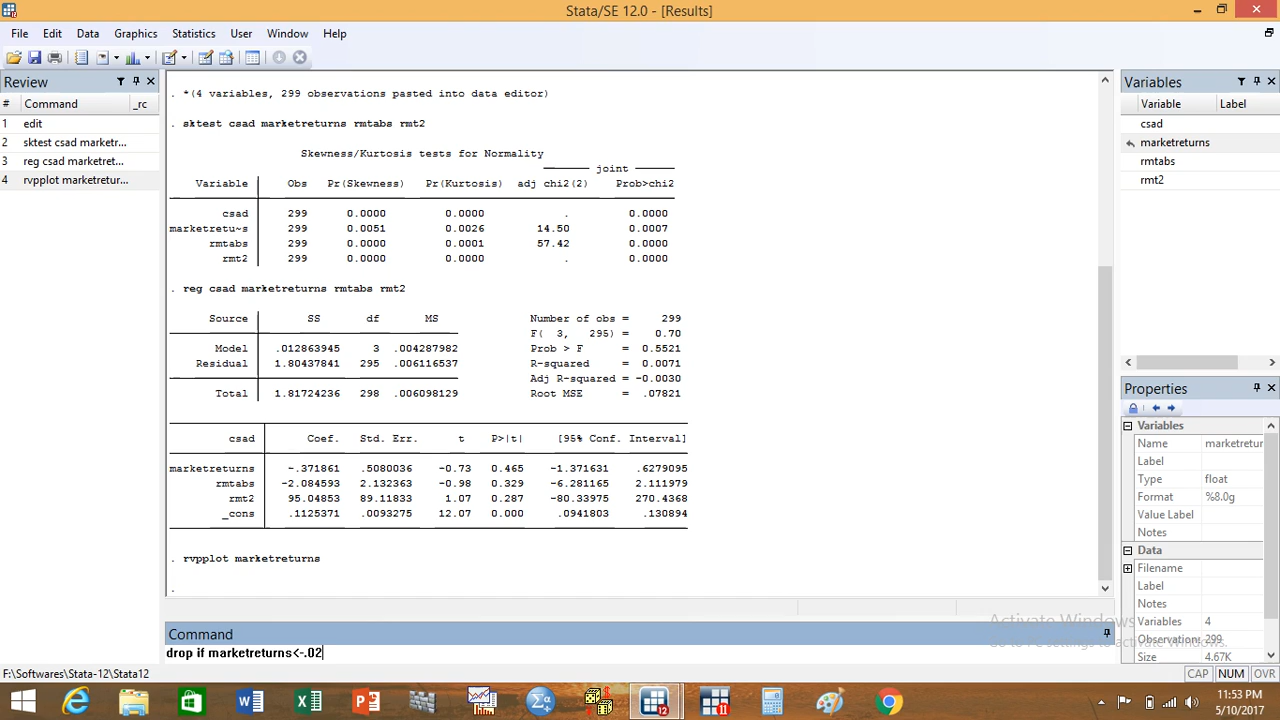 Stata/SE 12.0 - [Results]
File Edit Data Graphics Statistics User Window Help
Review
# Command _rc
1 edit
2 sktest csad marketr...
3 reg csad marketret...
4 rvpplot marketretur...
. *(4 variables, 299 observations pasted into data editor)
. sktest csad marketreturns rmtabs rmt2
Skewness/Kurtosis tests for Normality
joint
Variable Obs Pr(Skewness) Pr(Kurtosis) adj chi2(2) Prob>chi2
csad 299 0.0000 0.0000 . 0.0000
marketretu~s 299 0.0051 0.0026 14.50 0.0007
rmtabs 299 0.0000 0.0001 57.42 0.0000
rmt2 299 0.0000 0.0000 . 0.0000
. reg csad marketreturns rmtabs rmt2
Source SS df MS Number of obs = 299
F( 3, 295) = 0.70
Model .012863945 3 .004287982 Prob > F = 0.5521
Residual 1.80437841 295 .006116537 R-squared = 0.0071
Adj R-squared = -0.0030
Total 1.81724236 298 .006098129 Root MSE = .07821
csad Coef. Std. Err. t P>|t| [95% Conf. Interval]
marketreturns -.371861 .5080036 -0.73 0.465 -1.371631 .6279095
rmtabs -2.084593 2.132363 -0.98 0.329 -6.281166 2.111979
rmt2 95.04853 89.11833 1.07 0.287 -80.33975 270.4368
_cons .1125371 .0093275 12.07 0.000 .0941803 .130894
. rvpplot marketreturns
.
Command
drop if marketreturns<-.02
Variables
Variable Label
csad
marketreturns
rmtabs
rmt2
Properties
Variables
Name marketretur
Label
Type float
Format %8.0g
Value Label
Notes
Data
Filename
Label
Notes
Variables 4
Observation: 299
Size 4.67K
Activate Windows
Go to PC settings to activate Windows.
F:\Softwares\Stata-12\Stata12
CAP NUM OVR
11:53 PM
5/10/2017